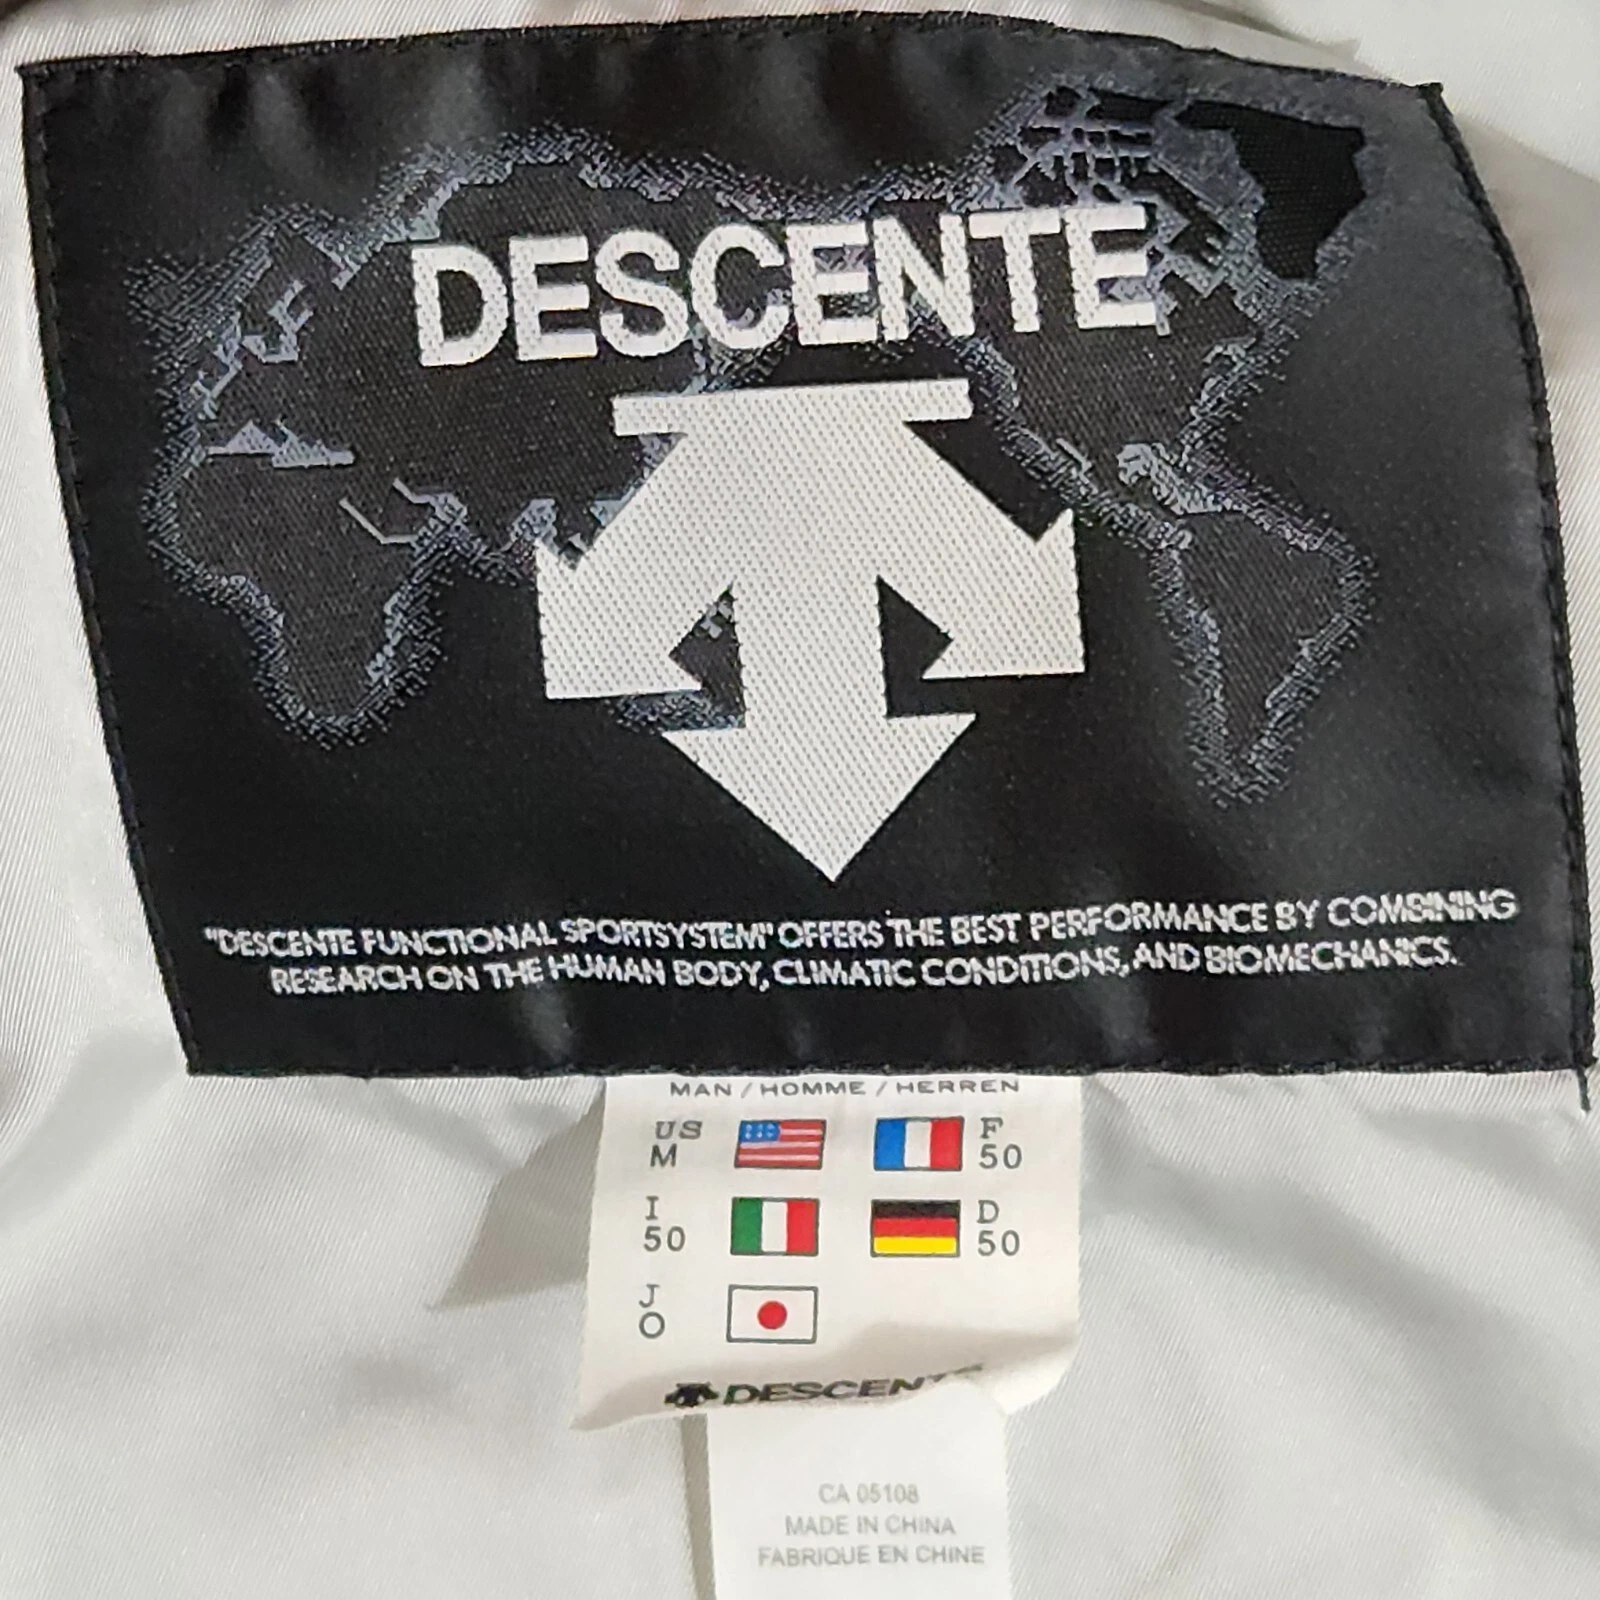 DESCENTE
"DESCENTE FUNCTIONAL SPORTSYSTEM" OFFERS THE BEST PERFORMANCE BY COMBINING
RESEARCH ON THE HUMAN BODY, CLIMATIC CONDITIONS, AND BIOMECHANICS.
MAN / HOMME / HERREN
US F
M 50
I D
50 50
J
O
DESCENTE
CA 05108
MADE IN CHINA
FABRIQUE EN CHINE